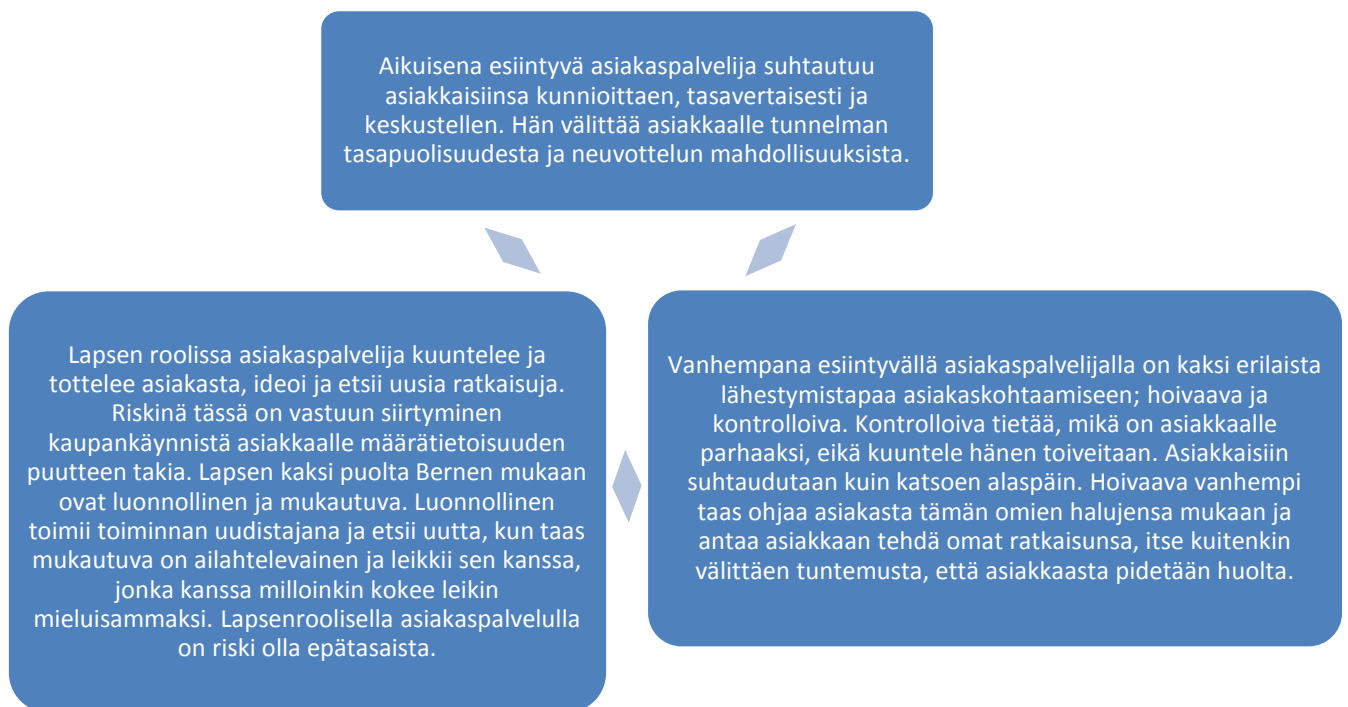 Aikuisena esiintyvä asiakaspalvelija suhtautuu
asiakkaisiinsa kunnioittaen, tasavertaisesti ja
keskustellen. Hän välittää asiakkaalle tunnelman
tasapuolisuudesta ja neuvottelun mahdollisuuksista.
Lapsen roolissa asiakaspalvelija kuuntelee ja
tottelee asiakasta, ideoi ja etsii uusia ratkaisuja.
Riskinä tässä on vastuun siirtyminen
kaupankäynnistä asiakkaalle määrätietoisuuden
puutteen takia. Lapsen kaksi puolta Bernen mukaan
ovat luonnollinen ja mukautuva. Luonnollinen
toimii toiminnan uudistajana ja etsii uutta, kun taas
mukautuva on ailahtelevainen ja leikkii sen kanssa,
jonka kanssa milloinkin kokee leikin
mieluisammaksi. Lapsenroolisella asiakaspalvelulla
on riski olla epätasaista.
Vanhempana esiintyvällä asiakaspalvelijalla on kaksi erilaista
lähestymistapaa asiakaskohtaamiseen; hoivaava ja
kontrolloiva. Kontrolloiva tietää, mikä on asiakkaalle
parhaaksi, eikä kuuntele hänen toiveitaan. Asiakkaisiin
suhtaudutaan kuin katsoen alaspäin. Hoivaava vanhempi
taas ohjaa asiakasta tämän omien halujensa mukaan ja
antaa asiakkaan tehdä omat ratkaisunsa, itse kuitenkin
välittäen tuntemusta, että asiakkaasta pidetään huolta.